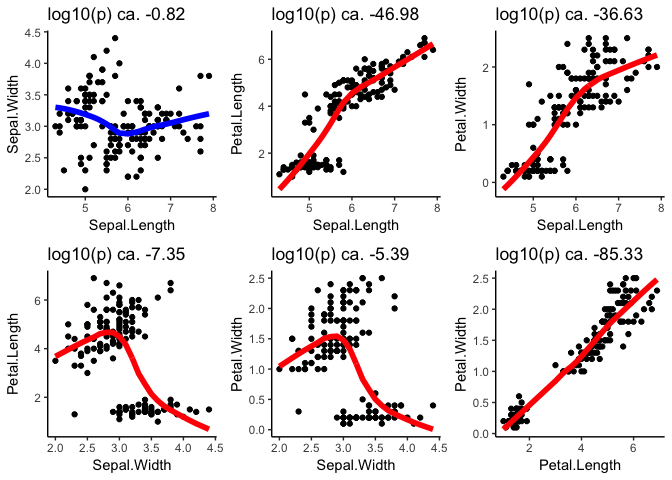 log10(p) ca. -0.82
log10(p) ca. -46.98
log10(p) ca. -36.63
4.5
4.0
3.5
3.0
2.5
2.0
Sepal.Width
5 6 7 8
Sepal.Length
6
4
2
Petal.Length
5 6 7 8
Sepal.Length
2
1
0
Petal.Width
5 6 7 8
Sepal.Length
log10(p) ca. -7.35
log10(p) ca. -5.39
log10(p) ca. -85.33
6
4
2
Petal.Length
2.0 2.5 3.0 3.5 4.0 4.5
Sepal.Width
2.5
2.0
1.5
1.0
0.5
0.0
Petal.Width
2.0 2.5 3.0 3.5 4.0 4.5
Sepal.Width
2.5
2.0
1.5
1.0
0.5
0.0
Petal.Width
2 4 6
Petal.Length